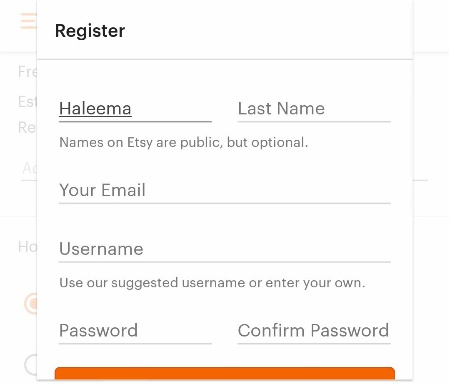 Register
Fre
Haleema Last Name
Est
Re
Names on Etsy are public, but optional.
Ad
Your Email
Username
Ho
Use our suggested username or enter your own.
Password Confirm Password